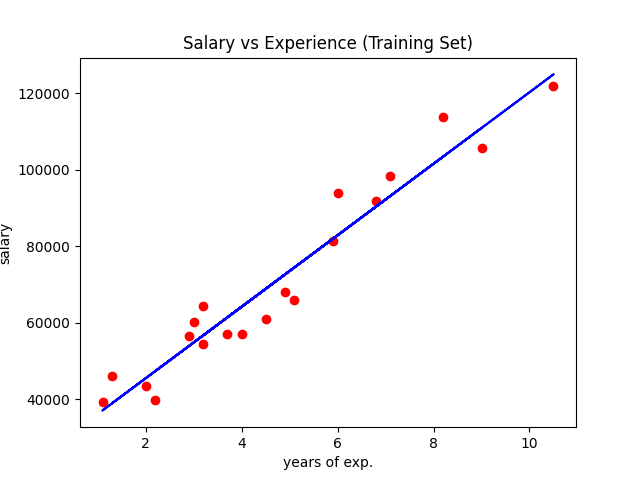 Salary vs Experience (Training Set)
120000
100000
80000
60000
40000
salary
2 4 6 8 10
years of exp.